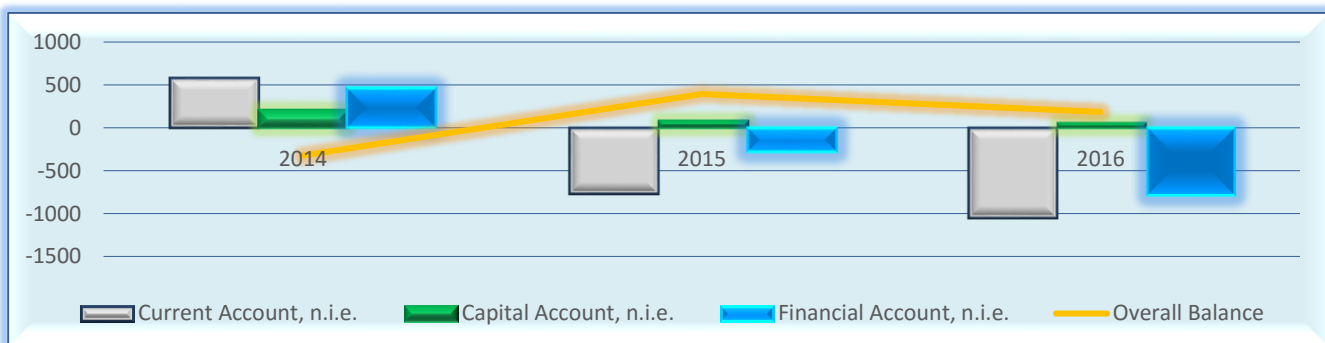 1000
500
0
-500
-1000
-1500
2014
2015
2016
Current Account, n.i.e.
Capital Account, n.i.e.
Financial Account, n.i.e.
Overall Balance